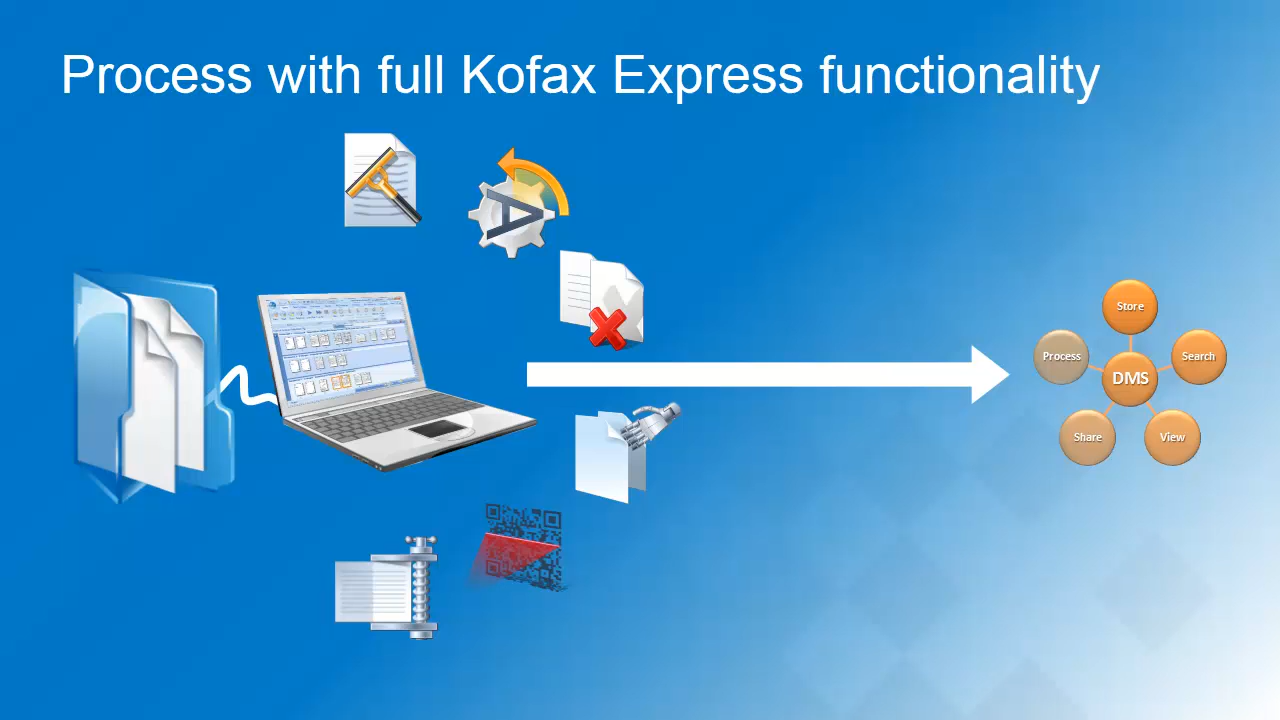 Process with full Kofax Express functionality
Store
Process
Search
DMS
Share
View